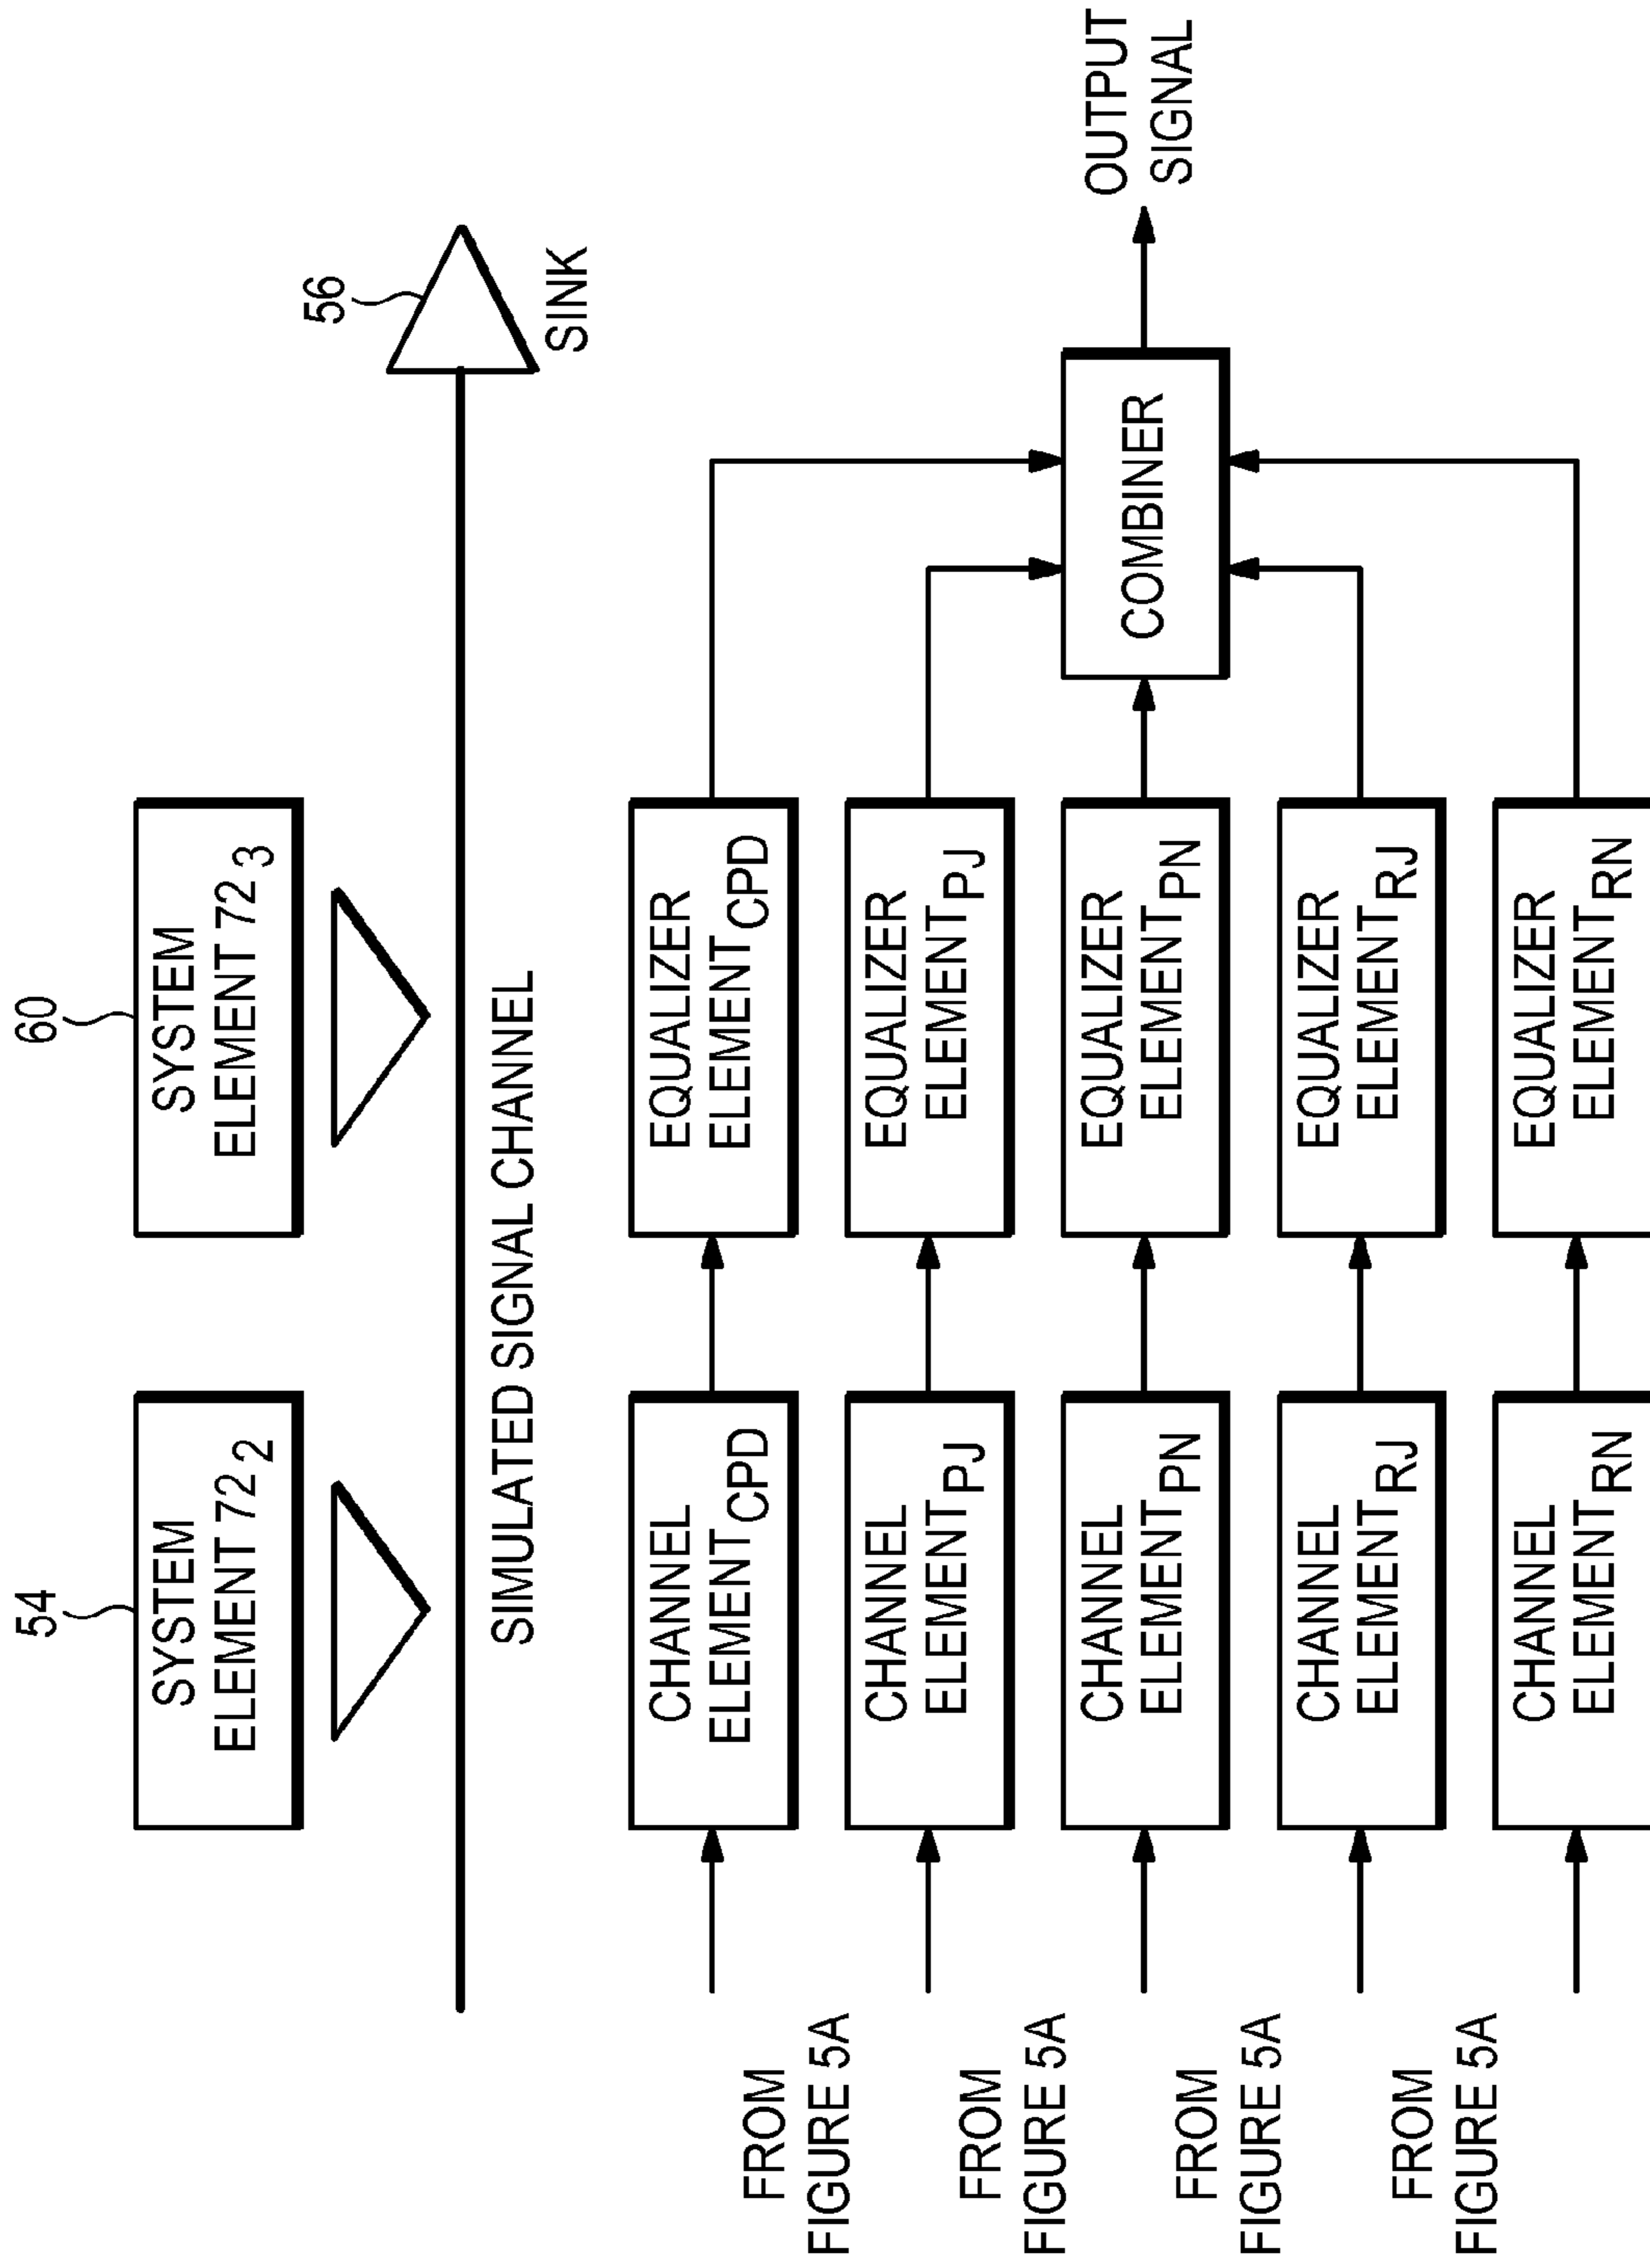 54
SYSTEM
ELEMENT 72 2
60
SYSTEM
ELEMENT 72 3
56
SINK
SIMULATED SIGNAL CHANNEL
FROM
FIGURE 5A
CHANNEL
ELEMENT CPD
EQUALIZER
ELEMENT CPD
FROM
FIGURE 5A
CHANNEL
ELEMENT PJ
EQUALIZER
ELEMENT PJ
FROM
FIGURE 5A
CHANNEL
ELEMENT PN
EQUALIZER
ELEMENT PN
COMBINER
OUTPUT
SIGNAL
FROM
FIGURE 5A
CHANNEL
ELEMENT RJ
EQUALIZER
ELEMENT RJ
CHANNEL
ELEMENT RN
EQUALIZER
ELEMENT RN